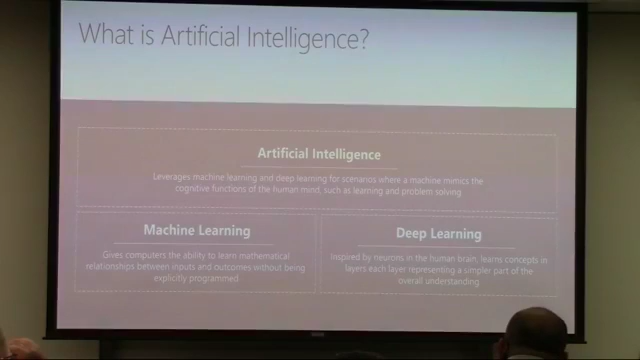 What is Artificial Intelligence?
Artificial Intelligence
Leverages machine learning and deep learning for scenarios where a machine mimics the
cognitive functions of the human mind, such as learning and problem solving
Machine Learning
Gives computers the ability to learn mathematical
relationships between inputs and outcomes without being
explicitly programmed
Deep Learning
Inspired by neurons in the human brain, learns concepts in
layers each layer representing a simpler part of the
overall understanding